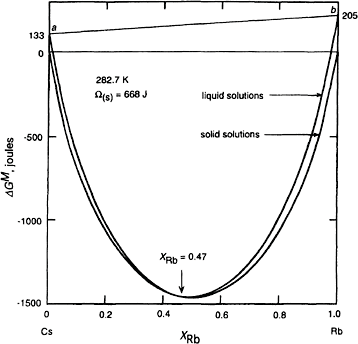 a
b
133
205
0
282.7 K
Ω(s) = 668 J
liquid solutions
solid solutions
-500
ΔG^M, joules
-1000
X_Rb = 0.47
-1500
0 0.2 0.4 0.6 0.8 1.0
Cs X_Rb Rb